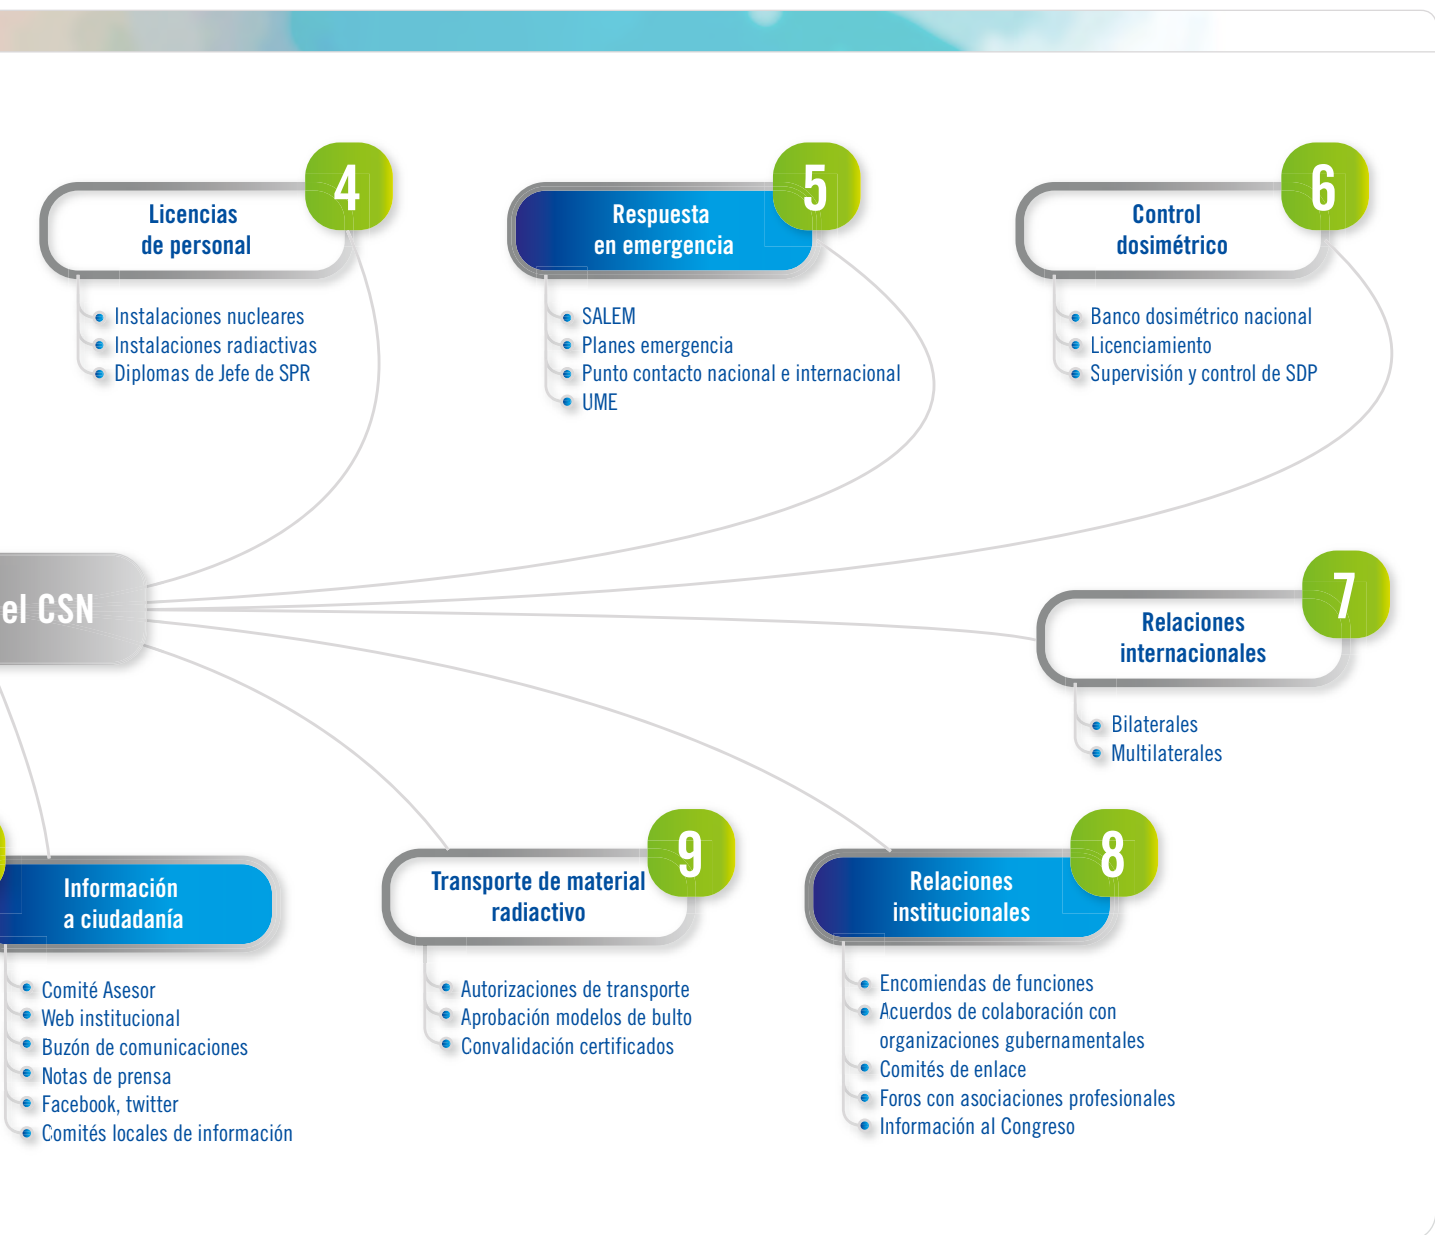 4
Licencias
de personal
Instalaciones nucleares
Instalaciones radiactivas
Diplomas de Jefe de SPR
5
Respuesta
en emergencia
SALEM
Planes emergencia
Punto contacto nacional e internacional
UME
6
Control
dosimétrico
Banco dosimétrico nacional
Licenciamiento
Supervisión y control de SDP
el CSN
7
Relaciones
internacionales
Bilaterales
Multilaterales
Información
a ciudadanía
Comité Asesor
Web institucional
Buzón de comunicaciones
Notas de prensa
Facebook, twitter
Comités locales de información
9
Transporte de material
radiactivo
Autorizaciones de transporte
Aprobación modelos de bulto
Convalidación certificados
8
Relaciones
institucionales
Encomiendas de funciones
Acuerdos de colaboración con
organizaciones gubernamentales
Comités de enlace
Foros con asociaciones profesionales
Información al Congreso